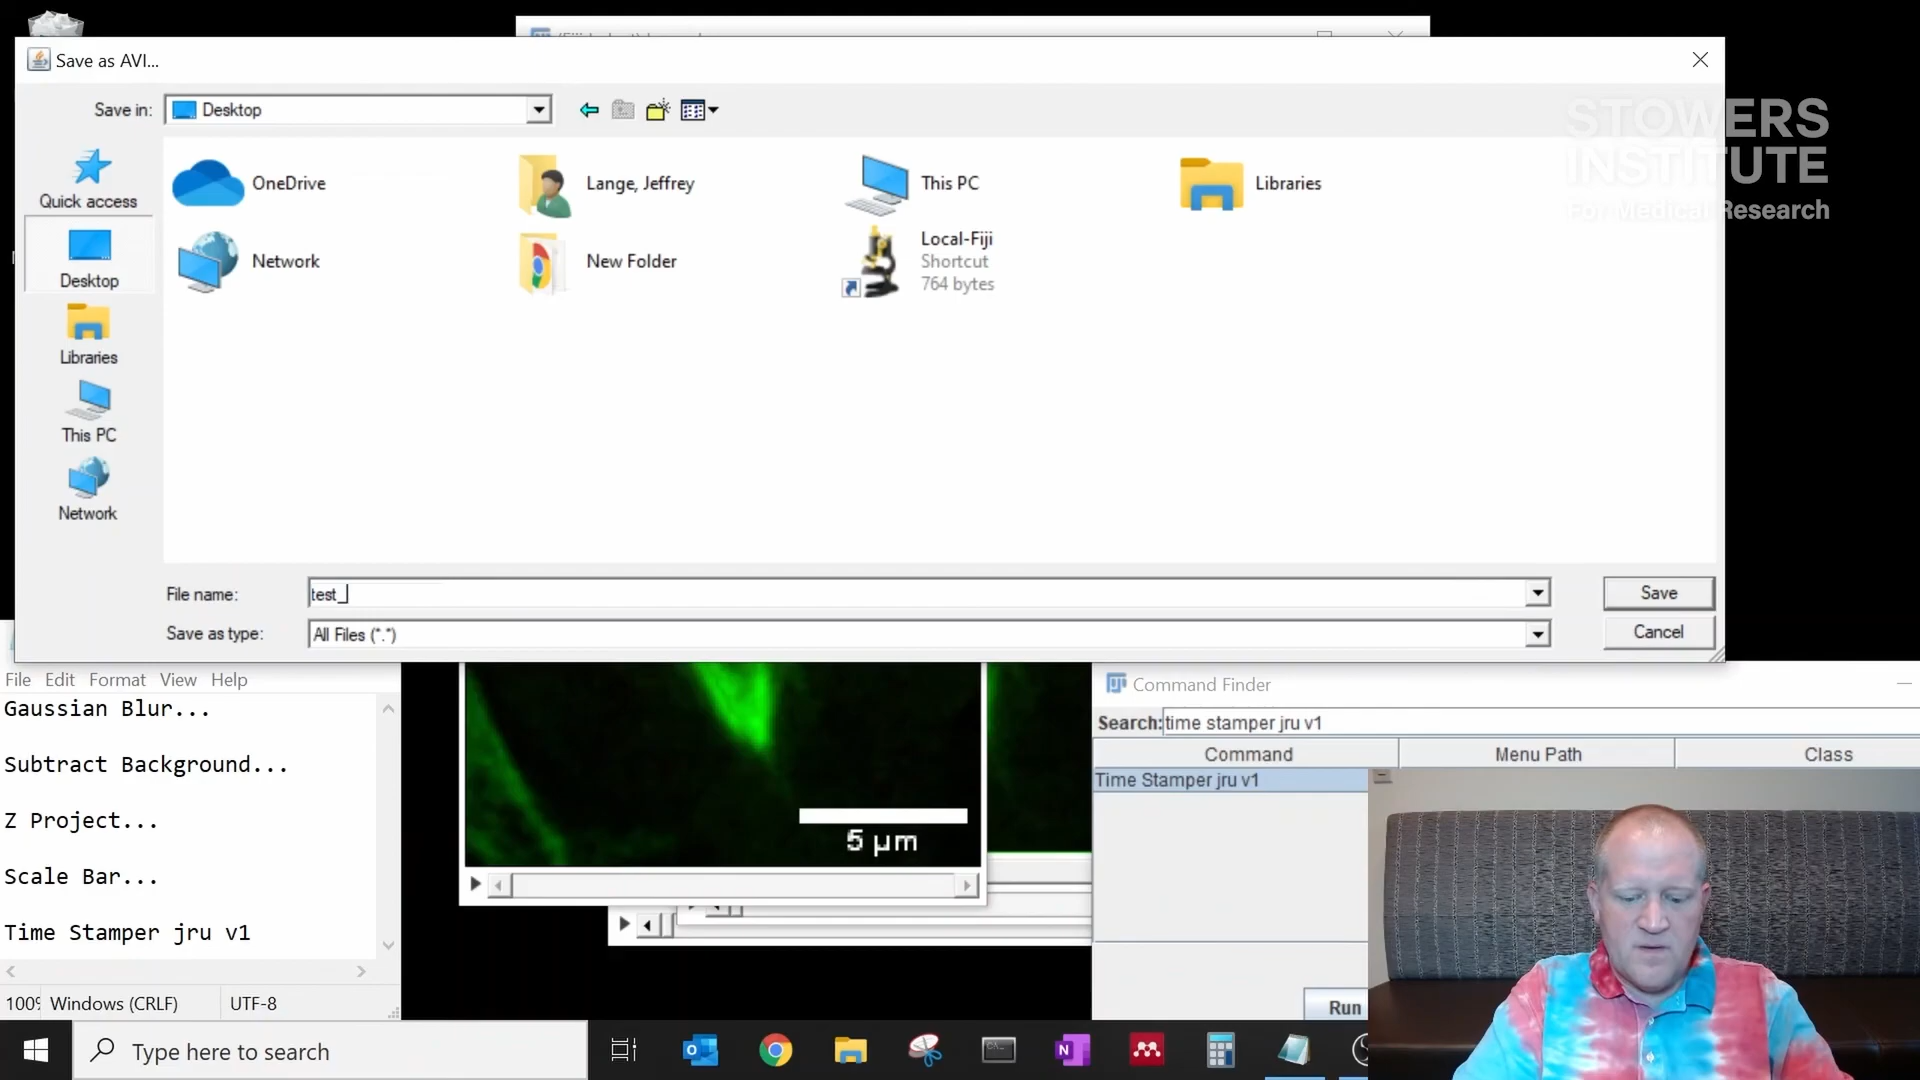 Save as AVI...
Save in: Desktop
STOWERS
INSTITUTE
For Medical Research
Quick access
Desktop
Libraries
This PC
Network
OneDrive
Lange, Jeffrey
This PC
Libraries
Network
New Folder
Local-Fiji
Shortcut
764 bytes
File name: test_
Save as type: All Files (*.*)
Save
Cancel
File Edit Format View Help
Gaussian Blur...
Subtract Background...
Z Project...
Scale Bar...
Time Stamper jru v1
100% Windows (CRLF) UTF-8
5 µm
Command Finder
Search: time stamper jru v1
Command Menu Path Class
Time Stamper jru v1
Run
Type here to search